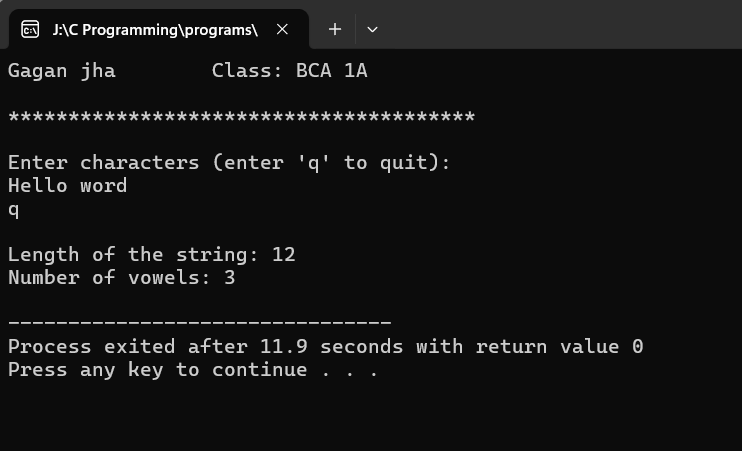 J:\C Programming\programs\
Gagan jha        Class: BCA 1A
***************************************
Enter characters (enter 'q' to quit):
Hello word
q
Length of the string: 12
Number of vowels: 3
--------------------------------
Process exited after 11.9 seconds with return value 0
Press any key to continue . . .